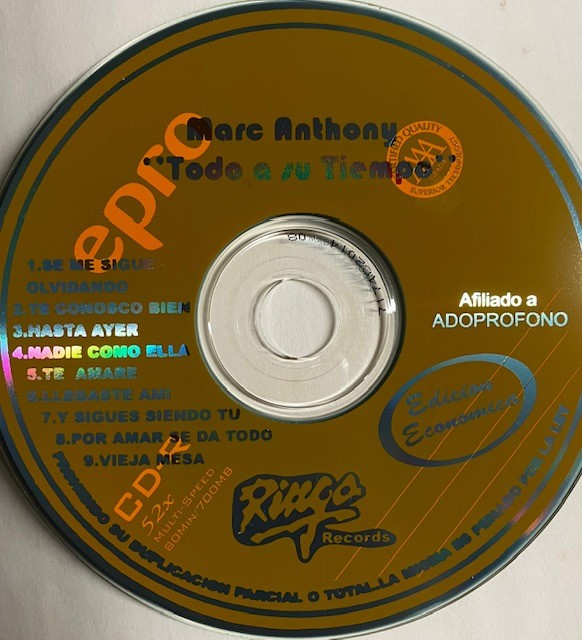 epro
Marc Anthony
"Todo a su Tiempo"
CERTIFIED QUALITY
SUPERIOR
1.SE ME SIGUE
OLVIDANDO
2.TE CONOSCO BIEN
3.HASTA AYER
4.NADIE COMO ELLA
5.TE AMARE
6.LLEGASTE AMI
7.Y SIGUES SIENDO TU
8.POR AMAR SE DA TODO
9.VIEJA MESA
Afiliado a
ADOPROFONO
Edicion
Economica
CD-R
52x
MULTI-SPEED
80MIN/700MB
Ringo
Records
PROHIBIDO SU DUPLICACION PARCIAL O TOTAL.LA MISMA ES PENADO POR LA LEY